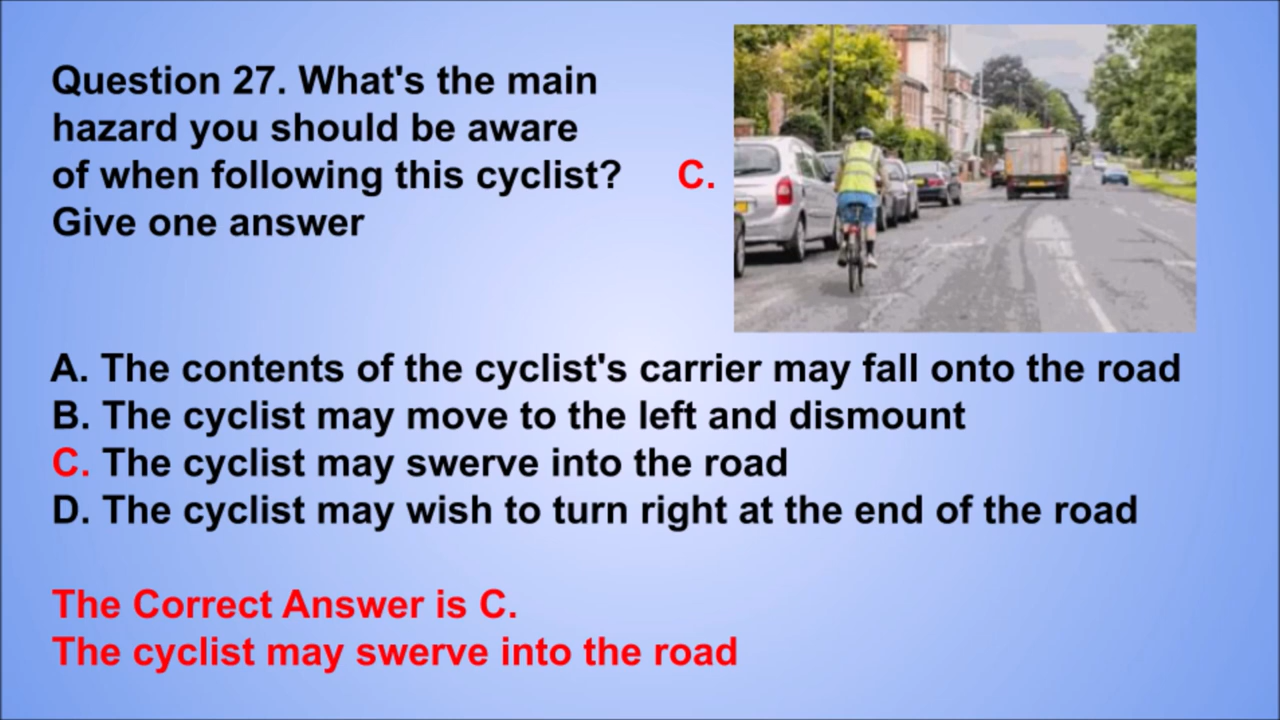 Question 27. What's the main
hazard you should be aware
of when following this cyclist?
Give one answer
C.
A. The contents of the cyclist's carrier may fall onto the road
B. The cyclist may move to the left and dismount
C. The cyclist may swerve into the road
D. The cyclist may wish to turn right at the end of the road
The Correct Answer is C.
The cyclist may swerve into the road